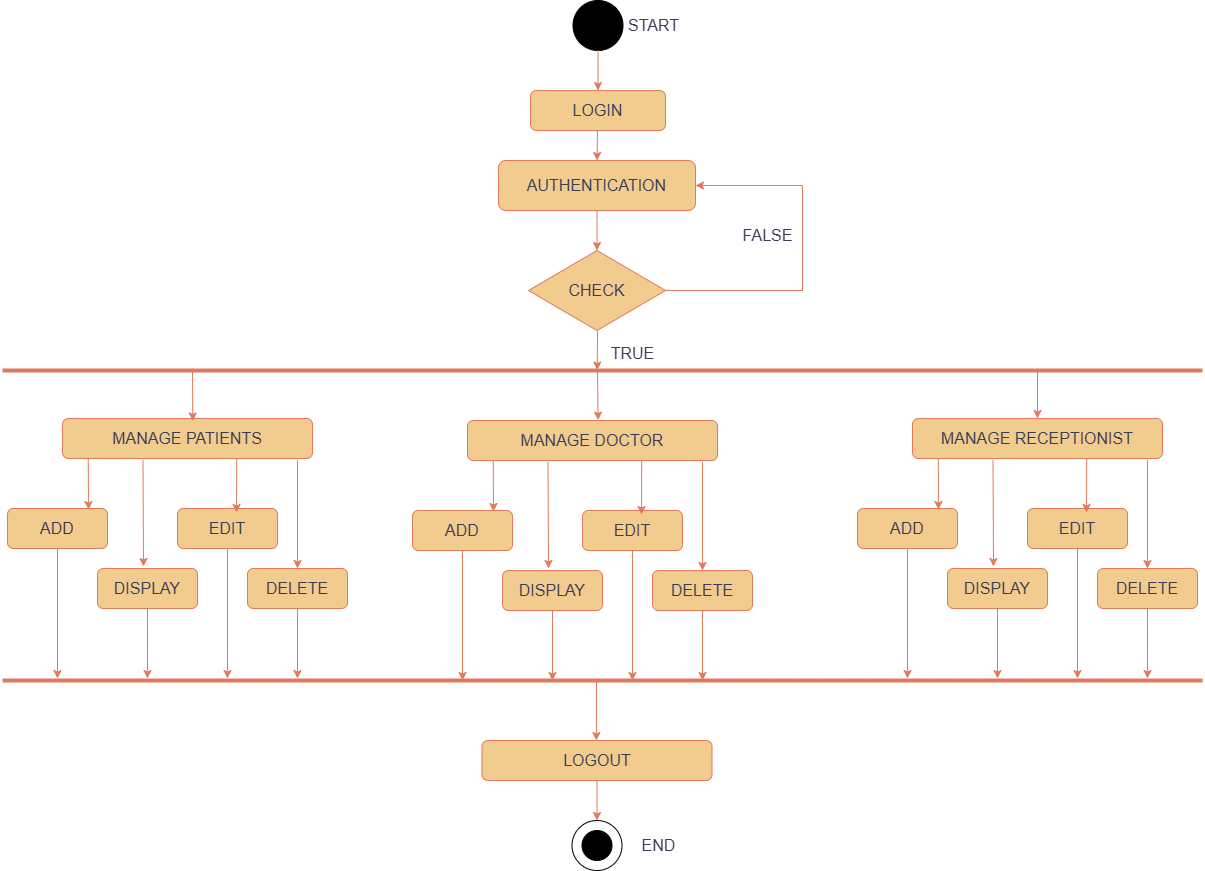 START
LOGIN
AUTHENTICATION
FALSE
CHECK
TRUE
MANAGE PATIENTS
MANAGE DOCTOR
MANAGE RECEPTIONIST
ADD
EDIT
DISPLAY
DELETE
ADD
EDIT
DISPLAY
DELETE
ADD
EDIT
DISPLAY
DELETE
LOGOUT
END